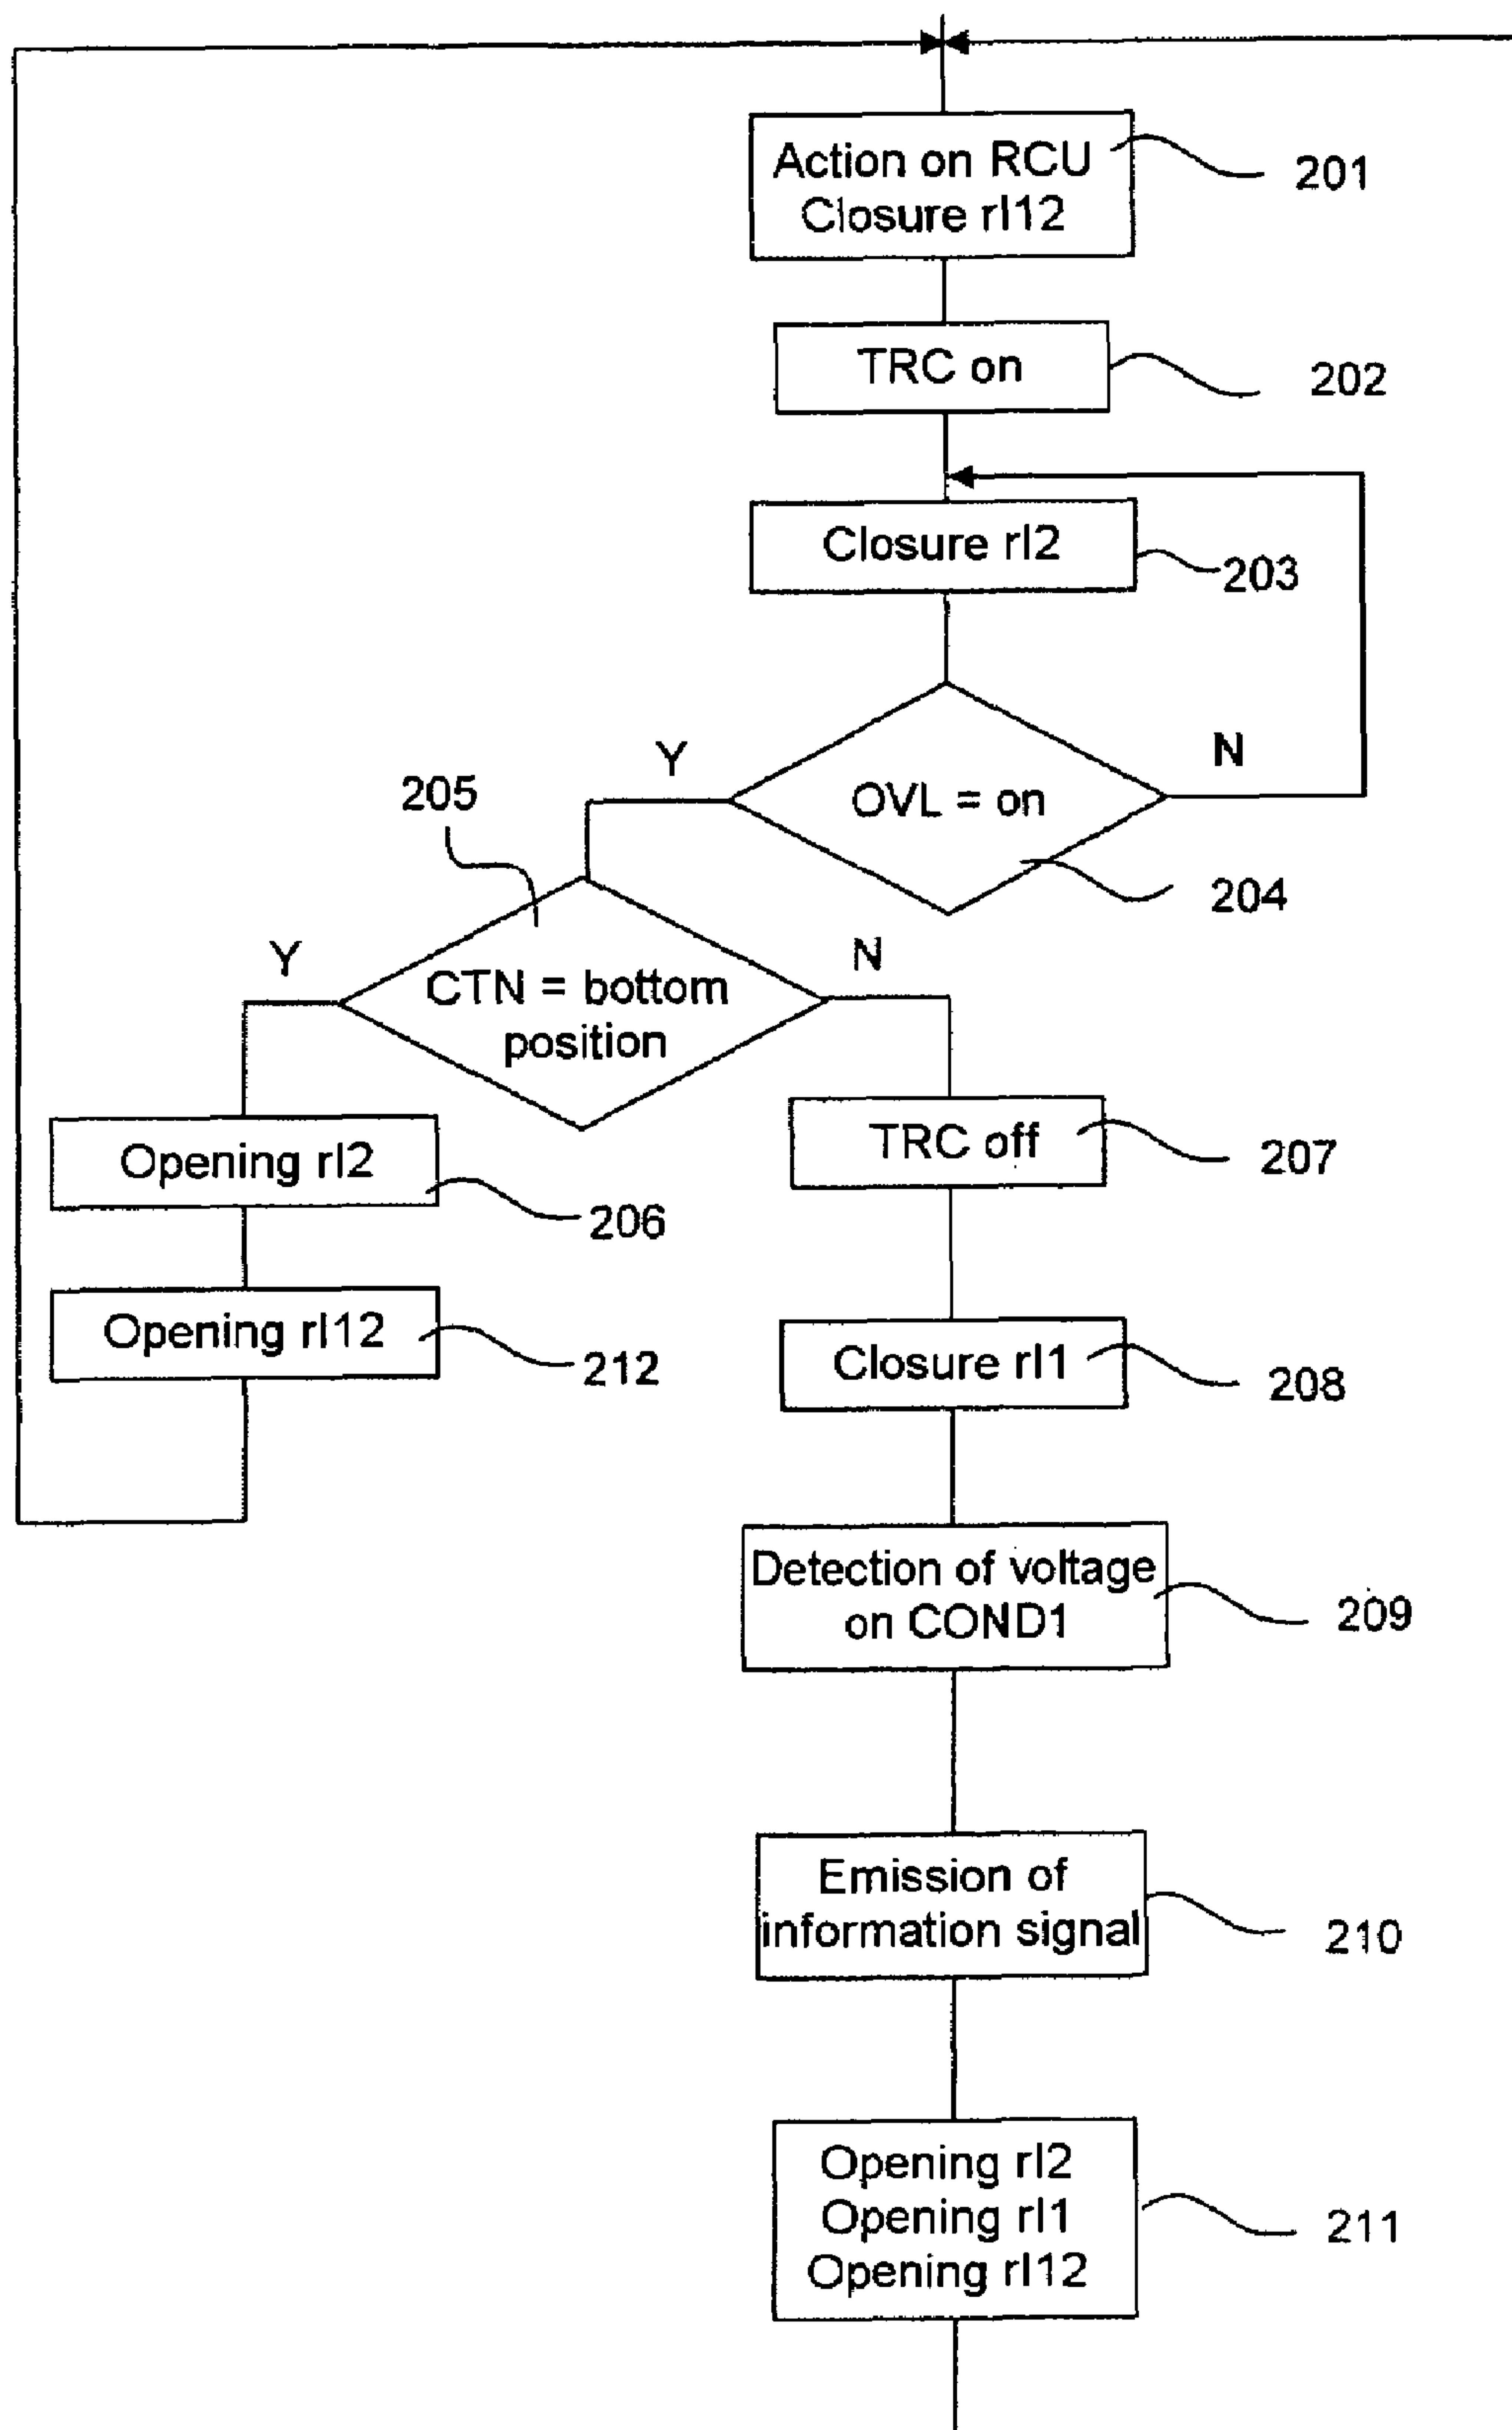 Action on RCU
Closure rl12
201
TRC on
202
Closure rl2
203
OVL = on
Y
N
204
205
CTN = bottom
position
Y
N
Opening rl2
206
Opening rl12
212
TRC off
207
Closure rl1
208
Detection of voltage
on COND1
209
Emission of
information signal
210
Opening rl2
Opening rl1
Opening rl12
211